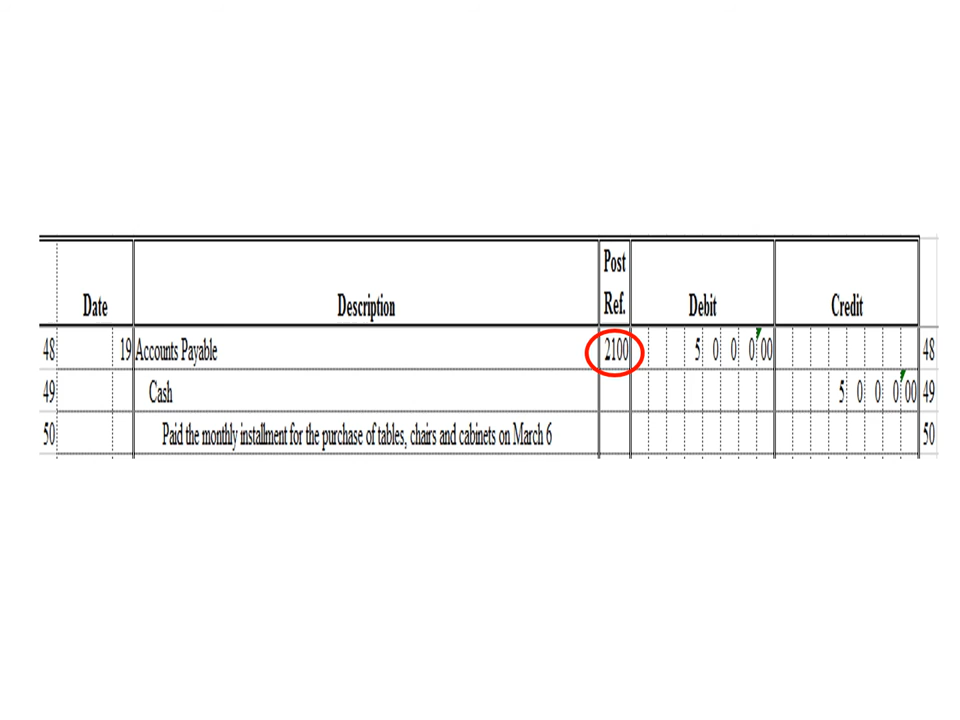 Date Description Post Ref. Debit Credit
48 19 Accounts Payable 2100 5 0 0 0 00 48
49 Cash 5 0 0 0 00 49
50 Paid the monthly installment for the purchase of tables, chairs and cabinets on March 6 50